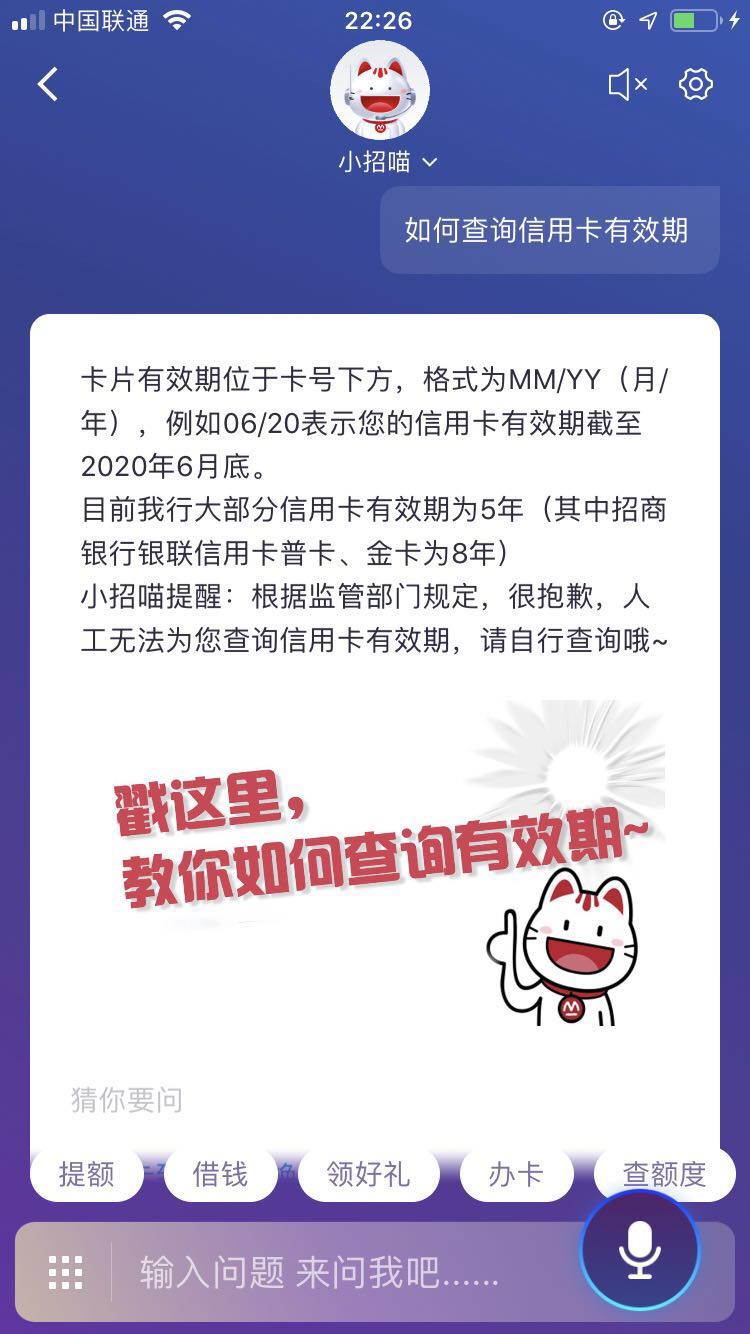 中国联通
22:26
小招喵
如何查询信用卡有效期
卡片有效期位于卡号下方，格式为MM/YY（月/
年），例如06/20表示您的信用卡有效期截至
2020年6月底。
目前我行大部分信用卡有效期为5年（其中招商
银行银联信用卡普卡、金卡为8年）
小招喵提醒：根据监管部门规定，很抱歉，人
工无法为您查询信用卡有效期，请自行查询哦~
戳这里，
教你如何查询有效期~
猜你要问
提额 借钱 领好礼 办卡 查额度
输入问题 来问我吧......